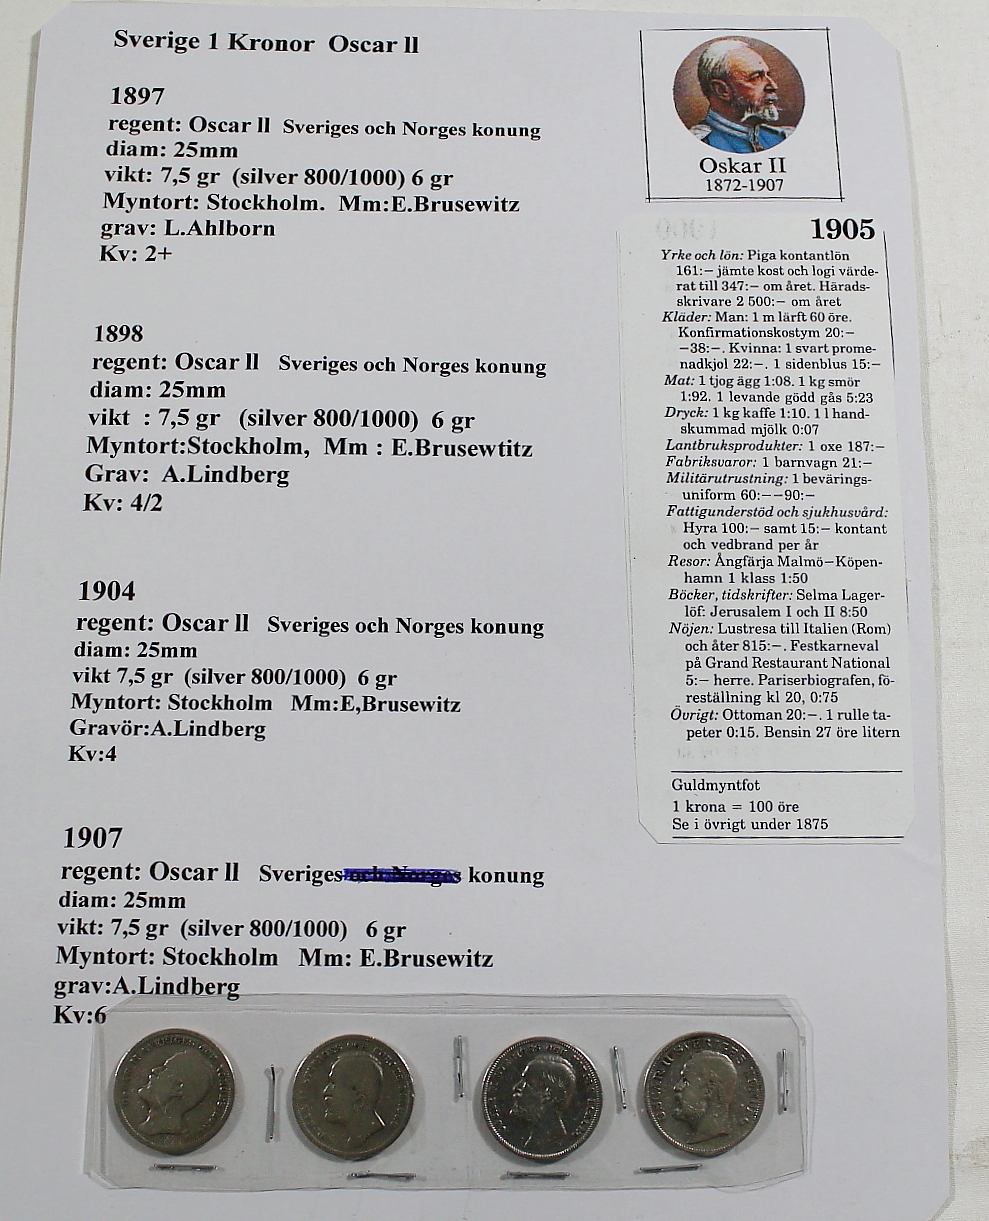 Sverige 1 Kronor Oscar ll
1897
regent: Oscar ll Sveriges och Norges konung
diam: 25mm
vikt: 7,5 gr (silver 800/1000) 6 gr
Myntort: Stockholm. Mm:E.Brusewitz
grav: L.Ahlborn
Kv: 2+
1898
regent: Oscar ll Sveriges och Norges konung
diam: 25mm
vikt : 7,5 gr (silver 800/1000) 6 gr
Myntort:Stockholm, Mm : E.Brusewtitz
Grav: A.Lindberg
Kv: 4/2
1904
regent: Oscar ll Sveriges och Norges konung
diam: 25mm
vikt 7,5 gr (silver 800/1000) 6 gr
Myntort: Stockholm Mm:E,Brusewitz
Gravör:A.Lindberg
Kv:4
1907
regent: Oscar ll Sveriges och Norges konung
diam: 25mm
vikt: 7,5 gr (silver 800/1000) 6 gr
Myntort: Stockholm Mm: E.Brusewitz
grav:A.Lindberg
Kv:6
Oskar II
1872-1907
1905
Yrke och lön: Piga kontantlön
161:– jämte kost och logi värde-
rat till 347:– om året. Härads-
skrivare 2 500:– om året
Kläder: Man: 1 m lärft 60 öre.
Konfirmationskostym 20:–
–38:–. Kvinna: 1 svart prome-
nadkjol 22:–. 1 sidenblus 15:–
Mat: 1 tjog ägg 1:08. 1 kg smör
1:92. 1 levande gödd gås 5:23
Dryck: 1 kg kaffe 1:10. 1 l hand-
skummad mjölk 0:07
Lantbruksprodukter: 1 oxe 187:–
Fabriksvaror: 1 barnvagn 21:–
Militärutrustning: 1 bevärings-
uniform 60:––90:–
Fattigunderstöd och sjukhusvård:
Hyra 100:– samt 15:– kontant
och vedbrand per år
Resor: Ångfärja Malmö–Köpen-
hamn 1 klass 1:50
Böcker, tidskrifter: Selma Lager-
löf: Jerusalem I och II 8:50
Nöjen: Lustresa till Italien (Rom)
och åter 815:–. Festkarneval
på Grand Restaurant National
5:– herre. Pariserbiografen, fö-
reställning kl 20, 0:75
Övrigt: Ottoman 20:–. 1 rulle ta-
peter 0:15. Bensin 27 öre litern
Guldmyntfot
1 krona = 100 öre
Se i övrigt under 1875